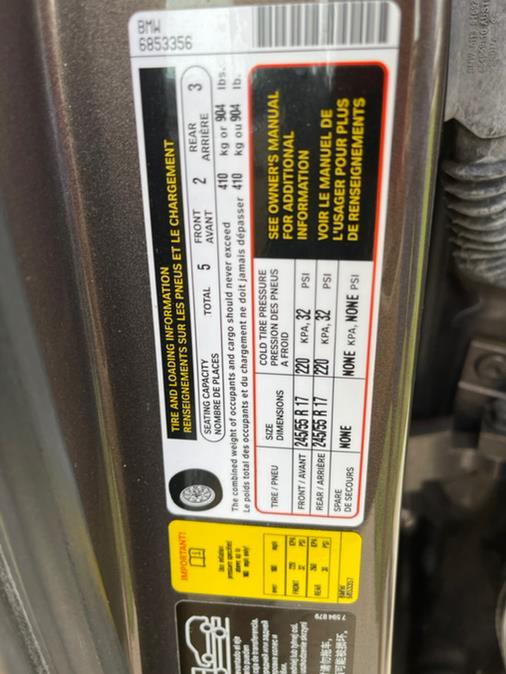 BMW
6853356
TIRE AND LOADING INFORMATION
RENSEIGNEMENTS SUR LES PNEUS ET LE CHARGEMENT
SEATING CAPACITY
NOMBRE DE PLACES
TOTAL 5
FRONT
AVANT
2
REAR
ARRIÈRE
3
The combined weight of occupants and cargo should never exceed 410 kg or 904 lbs.
Le poids total des occupants et du chargement ne doit jamais dépasser 410 kg ou 904 lb.
TIRE / PNEU
SIZE
DIMENSIONS
COLD TIRE PRESSURE
PRESSION DES PNEUS
A FROID
FRONT / AVANT 245/55 R 17 220 KPA, 32 PSI
REAR / ARRIÈRE 245/55 R 17 220 KPA, 32 PSI
SPARE
DE SECOURS
NONE NONE KPA, NONE PSI
SEE OWNER'S MANUAL
FOR ADDITIONAL
INFORMATION
VOIR LE MANUEL DE
L'USAGER POUR PLUS
DE RENSEIGNEMENTS
IMPORTANT!
FRONT
REAR
7 594 879